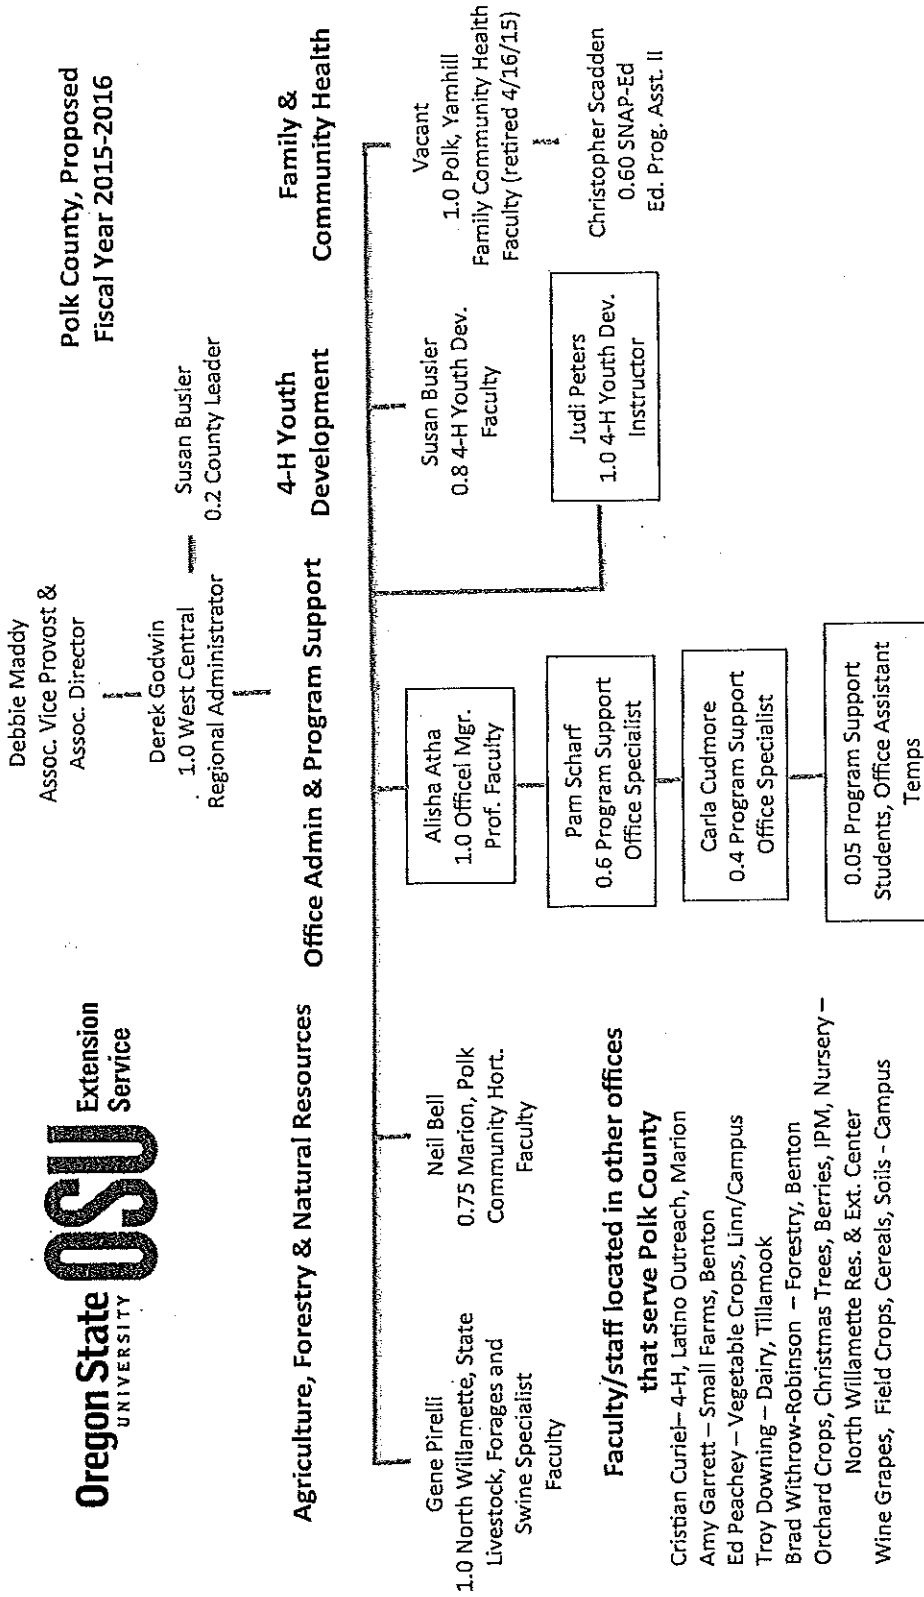 Oregon State
UNIVERSITY
OSU
Extension
Service
Debbie Maddy
Assoc. Vice Provost &
Assoc. Director
Derek Godwin
1.0 West Central
Regional Administrator
Susan Busler
0.2 County Leader
Polk County, Proposed
Fiscal Year 2015-2016
Agriculture, Forestry & Natural Resources
Office Admin & Program Support
4-H Youth
Development
Family &
Community Health
Gene Pirelli
1.0 North Willamette, State
Livestock, Forages and
Swine Specialist
Faculty
Neil Bell
0.75 Marion, Polk
Community Hort.
Faculty
Alisha Atha
1.0 Officel Mgr.
Prof. Faculty
Pam Scharf
0.6 Program Support
Office Specialist
Carla Cudmore
0.4 Program Support
Office Specialist
0.05 Program Support
Students, Office Assistant
Temps
Susan Busler
0.8 4-H Youth Dev.
Faculty
Judi Peters
1.0 4-H Youth Dev.
Instructor
Vacant
1.0 Polk, Yamhill
Family Community Health
Faculty (retired 4/16/15)
Christopher Scadden
0.60 SNAP-Ed
Ed. Prog. Asst. II
Faculty/staff located in other offices
that serve Polk County
Cristian Curiel– 4-H, Latino Outreach, Marion
Amy Garrett – Small Farms, Benton
Ed Peachey – Vegetable Crops, Linn/Campus
Troy Downing – Dairy, Tillamook
Brad Withrow-Robinson – Forestry, Benton
Orchard Crops, Christmas Trees, Berries, IPM, Nursery –
North Willamette Res. & Ext. Center
Wine Grapes, Field Crops, Cereals, Soils - Campus